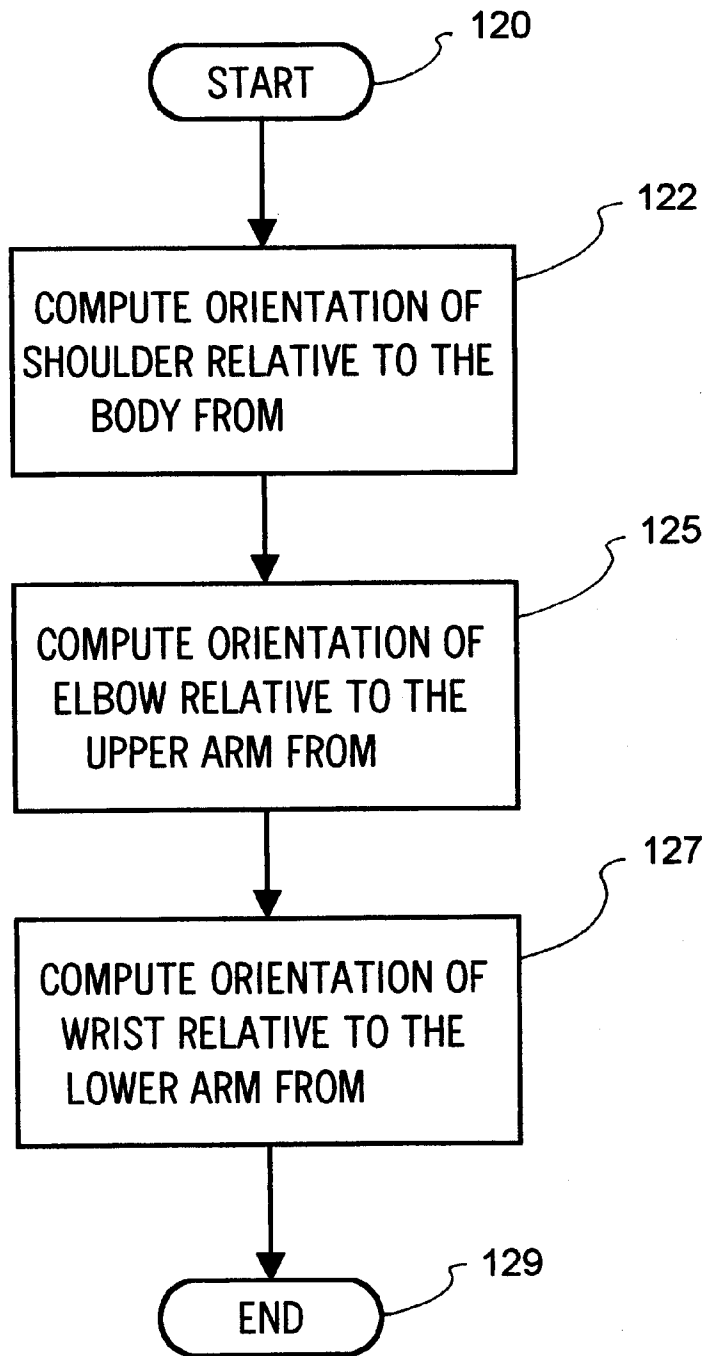 START
120
122
COMPUTE ORIENTATION OF
SHOULDER RELATIVE TO THE
BODY FROM
125
COMPUTE ORIENTATION OF
ELBOW RELATIVE TO THE
UPPER ARM FROM
127
COMPUTE ORIENTATION OF
WRIST RELATIVE TO THE
LOWER ARM FROM
129
END